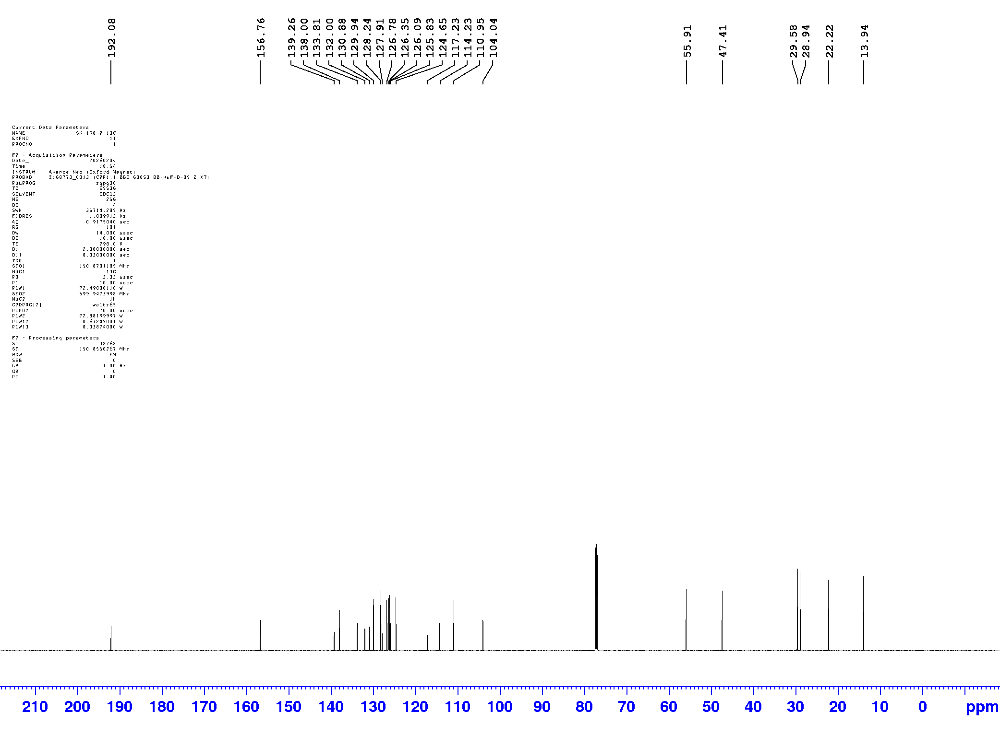 192.08
156.76
139.26
138.00
133.81
132.00
130.88
129.94
128.24
127.91
126.78
126.35
126.09
125.83
124.65
117.23
114.23
110.95
104.04
55.91
47.41
29.58
28.94
22.22
13.94
Current Data Parameters
NAME SK-198-P-13C
EXPNO 11
PROCNO 1
F2 - Acquisition Parameters
Date_ 20260204
Time 18.54
INSTRUM Avance Neo (Oxford Magnet)
PROBHD Z168773_0013 (CPP1.1 BBO 600S3 BB-H&F-D-05 Z XT)
PULPROG zgpg30
TD 65536
SOLVENT CDCl3
NS 256
DS 4
SWH 35714.285 Hz
FIDRES 1.089913 Hz
AQ 0.9175040 sec
RG 101
DW 14.000 usec
DE 18.00 usec
TE 298.0 K
D1 2.00000000 sec
D11 0.03000000 sec
TD0 1
SFO1 150.8701185 MHz
NUC1 13C
P0 3.33 usec
P1 10.00 usec
PLW1 72.49800110 W
SFO2 599.9423998 MHz
NUC2 1H
CPDPRG[2] waltz65
PCPD2 70.00 usec
PLW2 22.88199997 W
PLW12 0.67245001 W
PLW13 0.33824000 W
F2 - Processing parameters
SI 32768
SF 150.8550267 MHz
WDW EM
SSB 0
LB 1.00 Hz
GB 0
PC 1.40
210 200 190 180 170 160 150 140 130 120 110 100 90 80 70 60 50 40 30 20 10 0 ppm